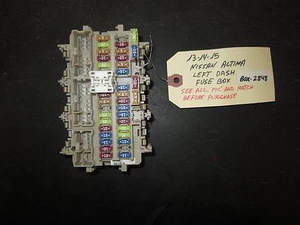 13-14-15
NISSAN ALTIMA
LEFT DASH
FUSE BOX BOX-2848
SEE ALL PIC AND MATCH
BEFORE PURCHASE